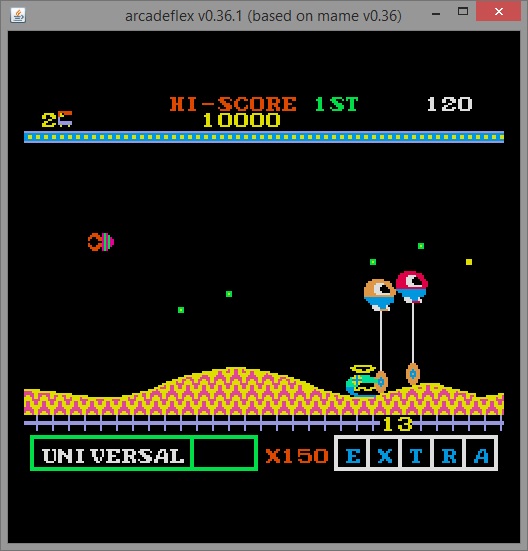 arcadeflex v0.36.1 (based on mame v0.36)
HI-SCORE 1ST 120
2 10000
13
UNIVERSAL X150 EXTRA